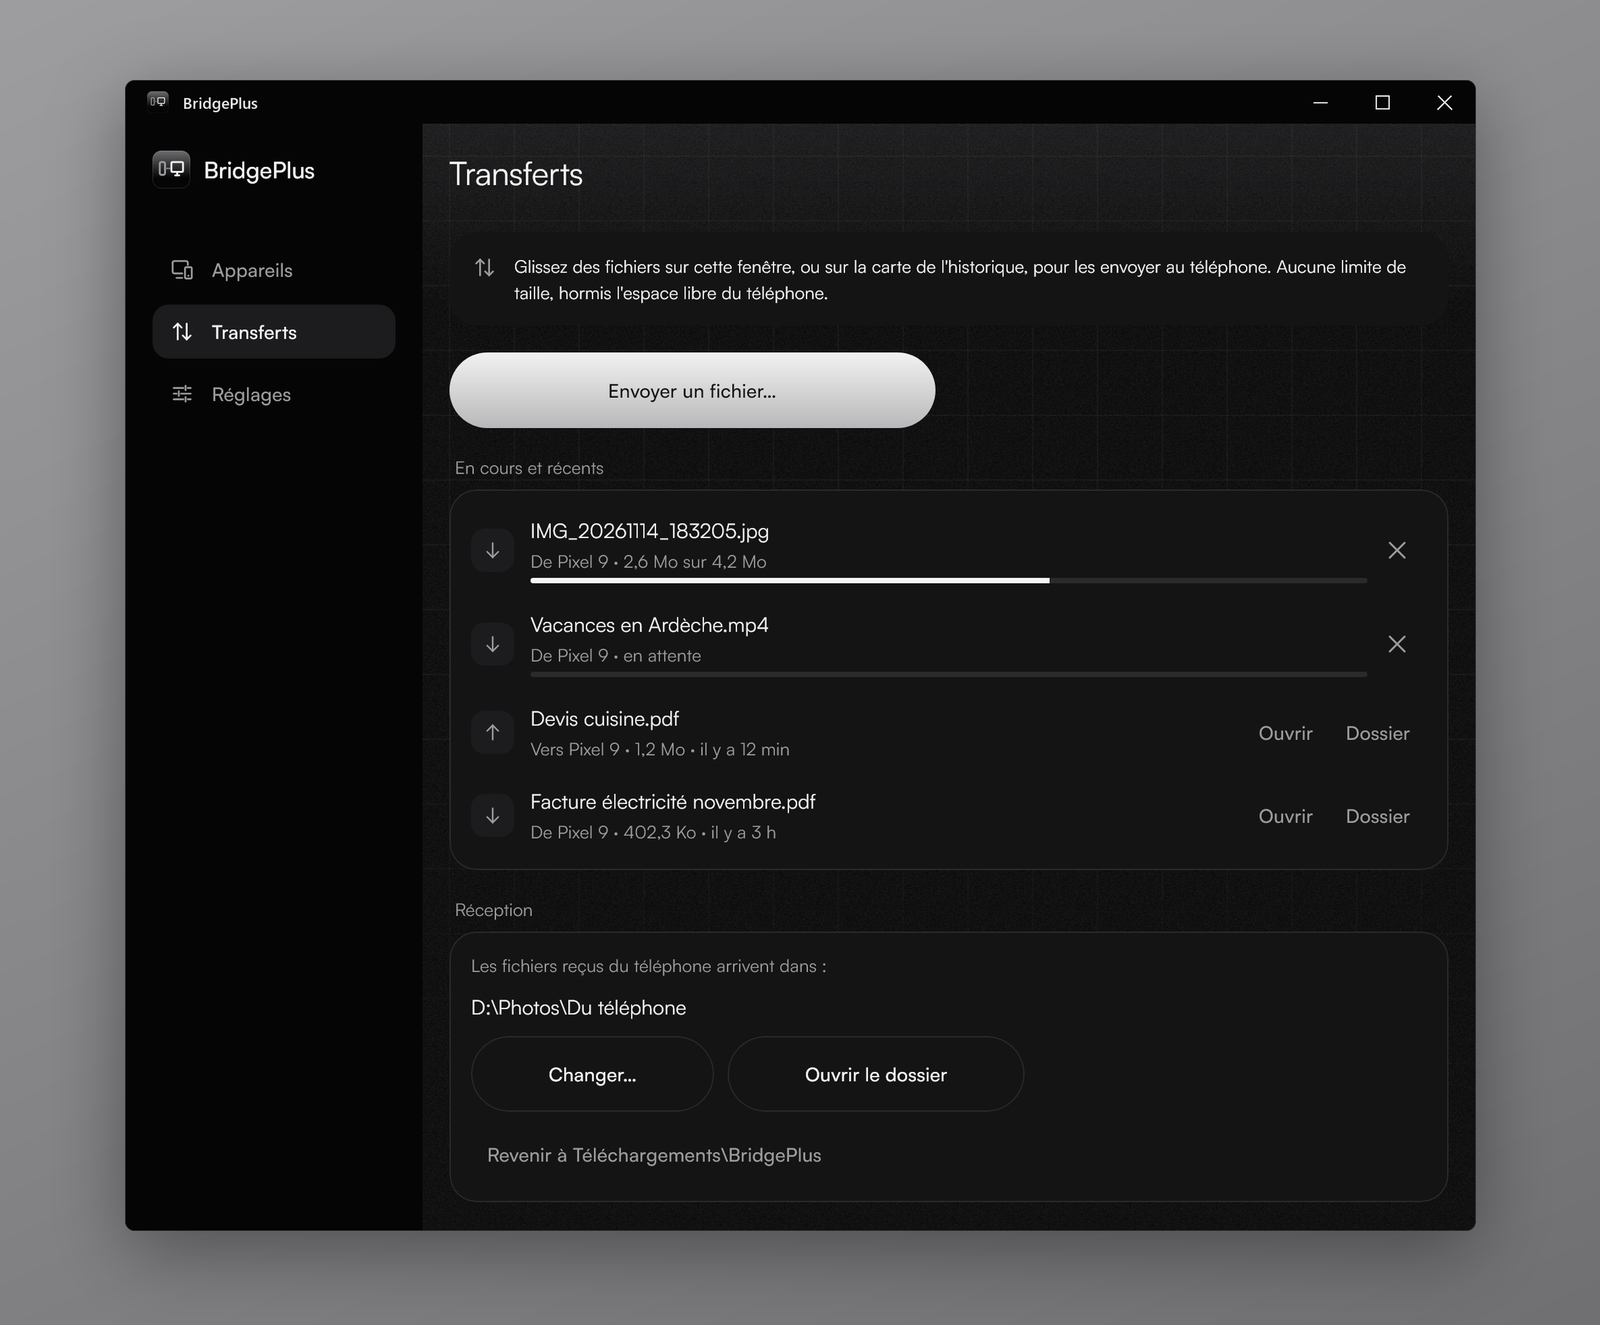 BridgePlus
BridgePlus
Appareils
Transferts
Réglages
Transferts
Glissez des fichiers sur cette fenêtre, ou sur la carte de l'historique, pour les envoyer au téléphone. Aucune limite de
taille, hormis l'espace libre du téléphone.
Envoyer un fichier...
En cours et récents
IMG_20261114_183205.jpg
De Pixel 9 • 2,6 Mo sur 4,2 Mo
Vacances en Ardèche.mp4
De Pixel 9 • en attente
Devis cuisine.pdf
Vers Pixel 9 • 1,2 Mo • il y a 12 min
Ouvrir Dossier
Facture électricité novembre.pdf
De Pixel 9 • 402,3 Ko • il y a 3 h
Ouvrir Dossier
Réception
Les fichiers reçus du téléphone arrivent dans :
D:\Photos\Du téléphone
Changer... Ouvrir le dossier
Revenir à Téléchargements\BridgePlus